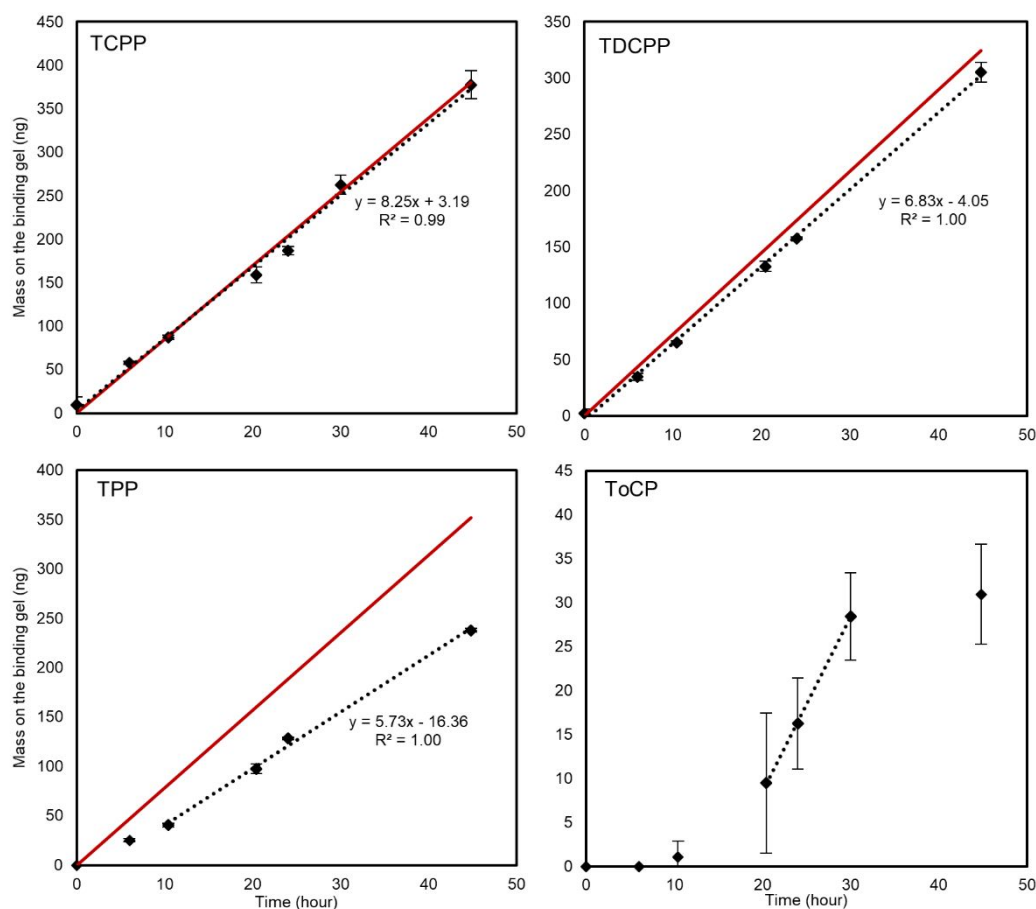 TCPP
Mass on the binding gel (ng)
450
400
350
300
250
200
150
100
50
0
y = 8.25x + 3.19
R² = 0.99
0 10 20 30 40 50
TDCPP
350
300
250
200
150
100
50
0
y = 6.83x - 4.05
R² = 1.00
0 10 20 30 40 50
TPP
Mass on the binding gel (ng)
400
350
300
250
200
150
100
50
0
y = 5.73x - 16.36
R² = 1.00
0 10 20 30 40 50
Time (hour)
ToCP
45
40
35
30
25
20
15
10
5
0
0 10 20 30 40 50
Time (hour)